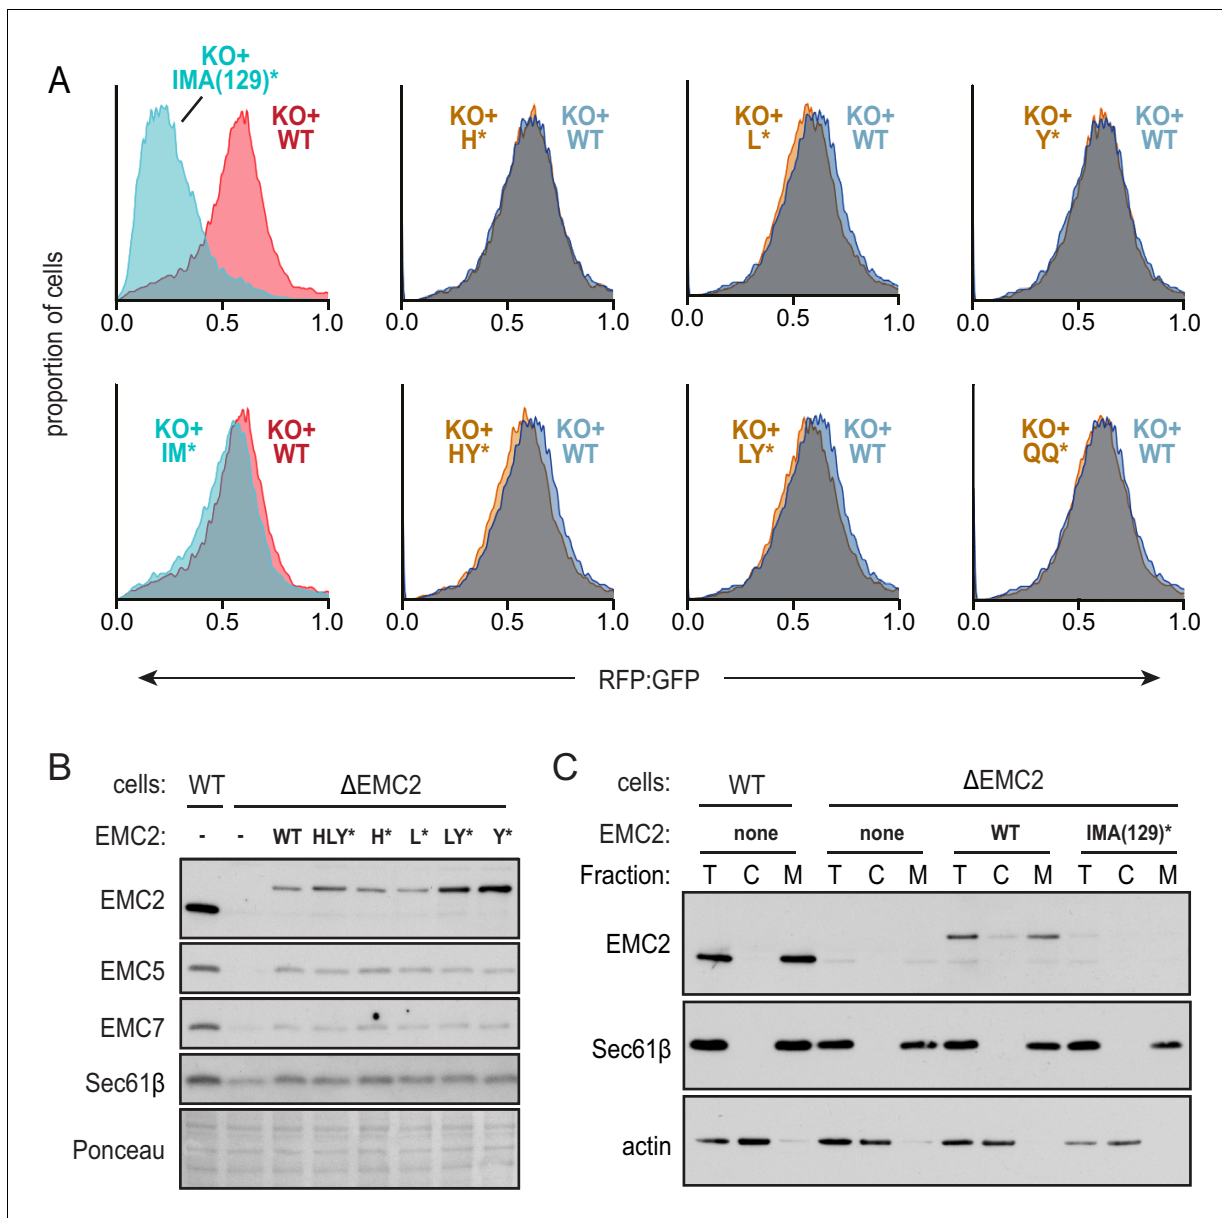 A
proportion of cells
KO+
IMA(129)*
KO+
WT
0.0 0.5 1.0
KO+
H*
KO+
WT
0.0 0.5 1.0
KO+
L*
KO+
WT
0.0 0.5 1.0
KO+
Y*
KO+
WT
0.0 0.5 1.0
KO+
IM*
KO+
WT
0.0 0.5 1.0
KO+
HY*
KO+
WT
0.0 0.5 1.0
KO+
LY*
KO+
WT
0.0 0.5 1.0
KO+
QQ*
KO+
WT
0.0 0.5 1.0
RFP:GFP
B
cells: WT ΔEMC2
EMC2: - - WT HLY* H* L* LY* Y*
EMC2
EMC5
EMC7
Sec61β
Ponceau
C
cells: WT ΔEMC2
EMC2: none none WT IMA(129)*
Fraction: T C M T C M T C M T C M
EMC2
Sec61β
actin